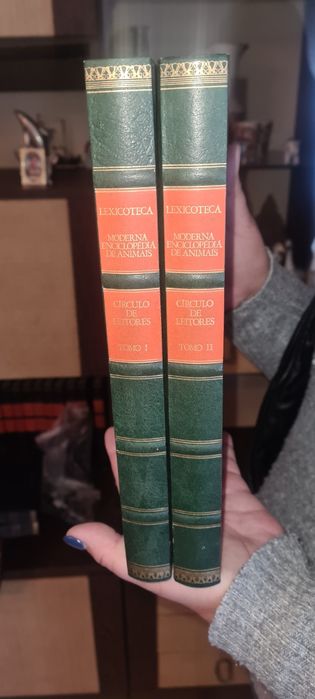 LEXICOTECA
MODERNA
ENCICLOPÉDIA
DE ANIMAIS
CÍRCULO
DE
LEITORES
TOMO I
LEXICOTECA
MODERNA
ENCICLOPÉDIA
DE ANIMAIS
CÍRCULO
DE
LEITORES
TOMO II